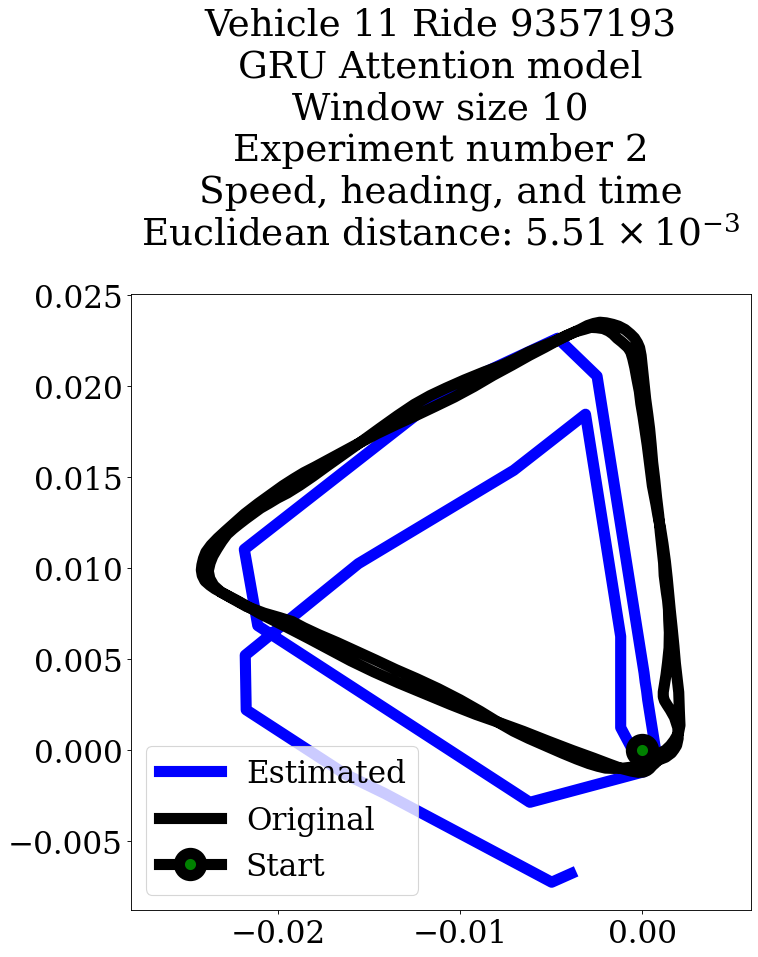 Vehicle 11 Ride 9357193
GRU Attention model
Window size 10
Experiment number 2
Speed, heading, and time
Euclidean distance: 5.51 × 10⁻³
0.025
0.020
0.015
0.010
0.005
0.000
−0.005
Estimated
Original
Start
−0.02
−0.01
0.00